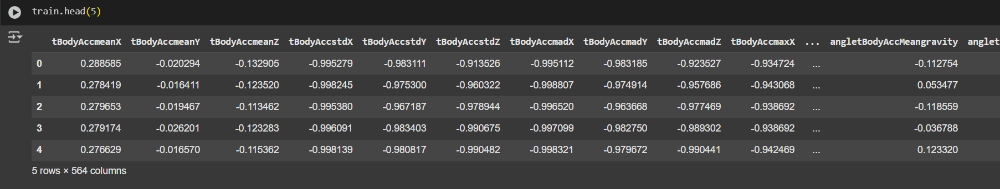 train.head(5)
tBodyAccmeanX tBodyAccmeanY tBodyAccmeanZ tBodyAccstdX tBodyAccstdY tBodyAccstdZ tBodyAccmadX tBodyAccmadY tBodyAccmadZ tBodyAccmaxX ... angletBodyAccMeangravity anglet
0 0.288585 -0.020294 -0.132905 -0.995279 -0.983111 -0.913526 -0.995112 -0.983185 -0.923527 -0.934724 ... -0.112754
1 0.278419 -0.016411 -0.123520 -0.998245 -0.975300 -0.960322 -0.998807 -0.974914 -0.957686 -0.943068 ... 0.053477
2 0.279653 -0.019467 -0.113462 -0.995380 -0.967187 -0.978944 -0.996520 -0.963668 -0.977469 -0.938692 ... -0.118559
3 0.279174 -0.026201 -0.123283 -0.996091 -0.983403 -0.990675 -0.997099 -0.982750 -0.989302 -0.938692 ... -0.036788
4 0.276629 -0.016570 -0.115362 -0.998139 -0.980817 -0.990482 -0.998321 -0.979672 -0.990441 -0.942469 ... 0.123320
5 rows × 564 columns